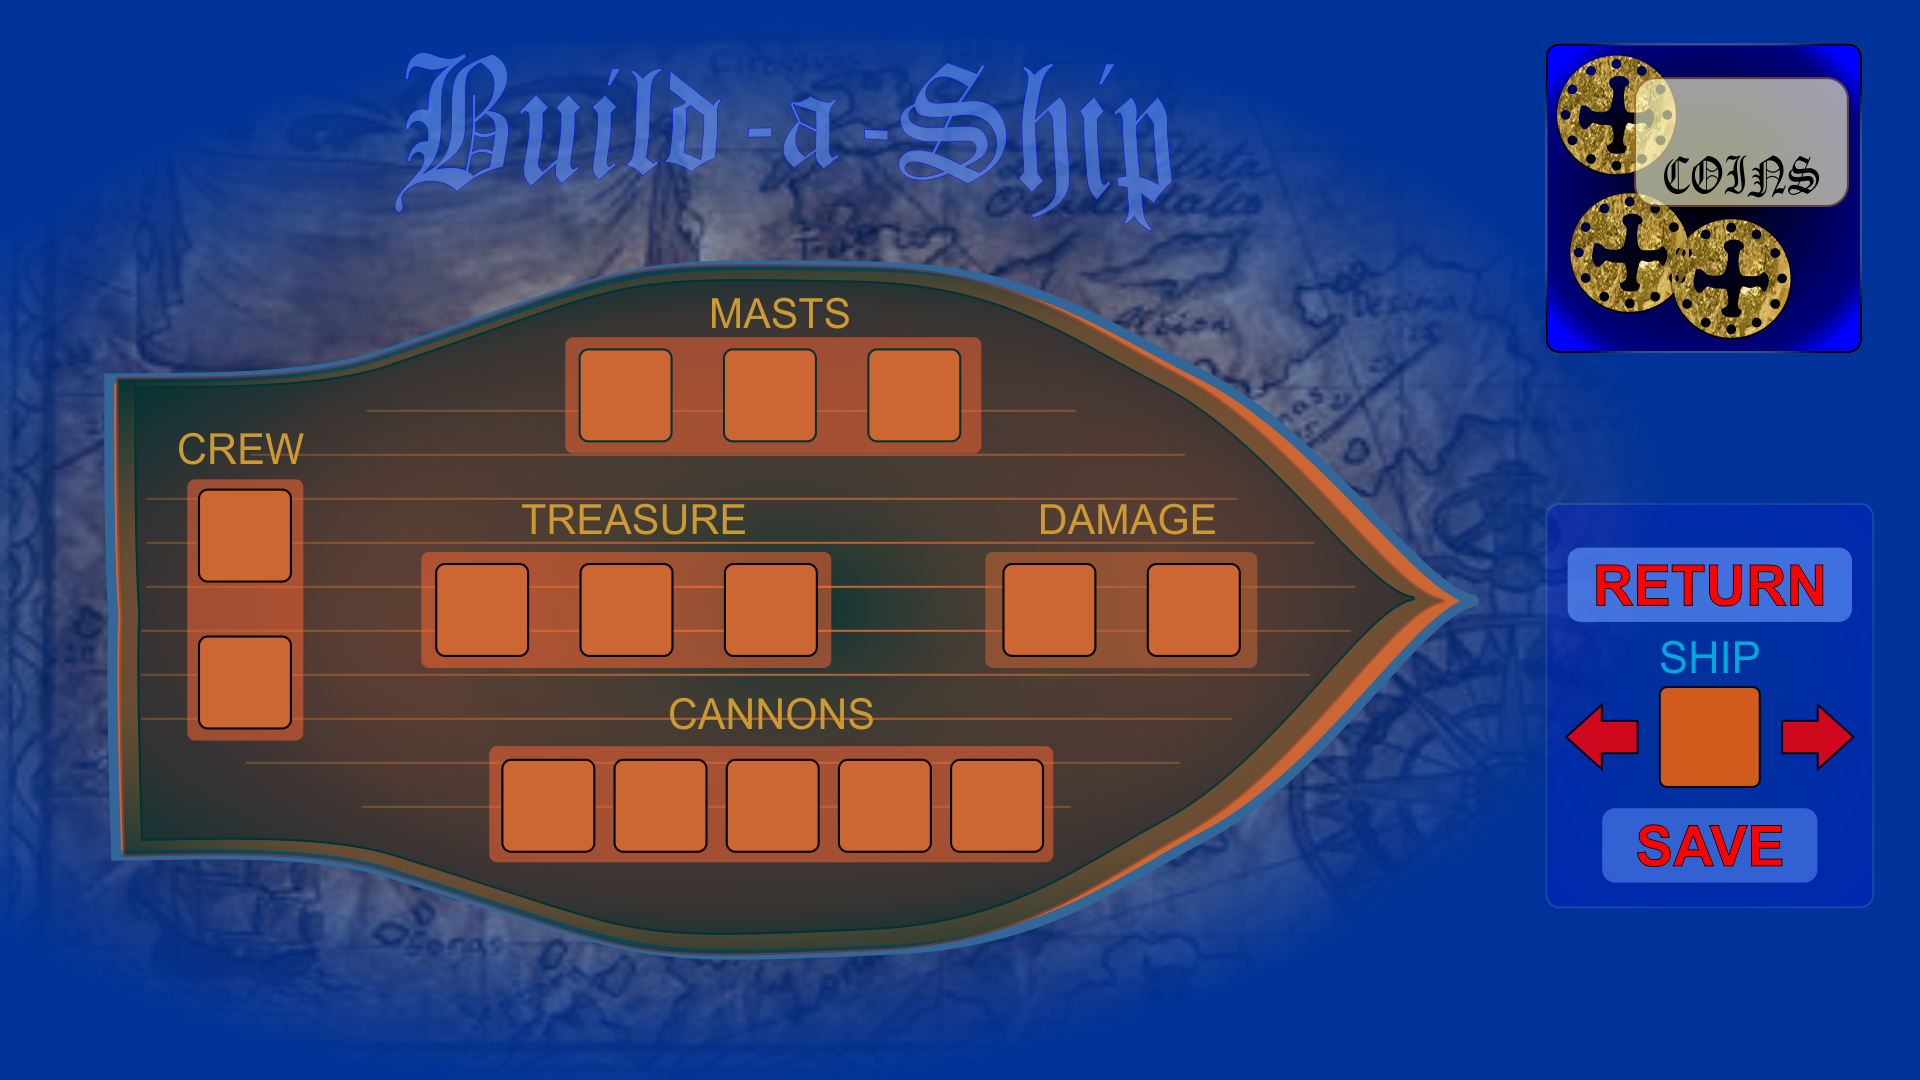 Build-a-Ship
COINS
MASTS
CREW
TREASURE
DAMAGE
CANNONS
RETURN
SHIP
SAVE